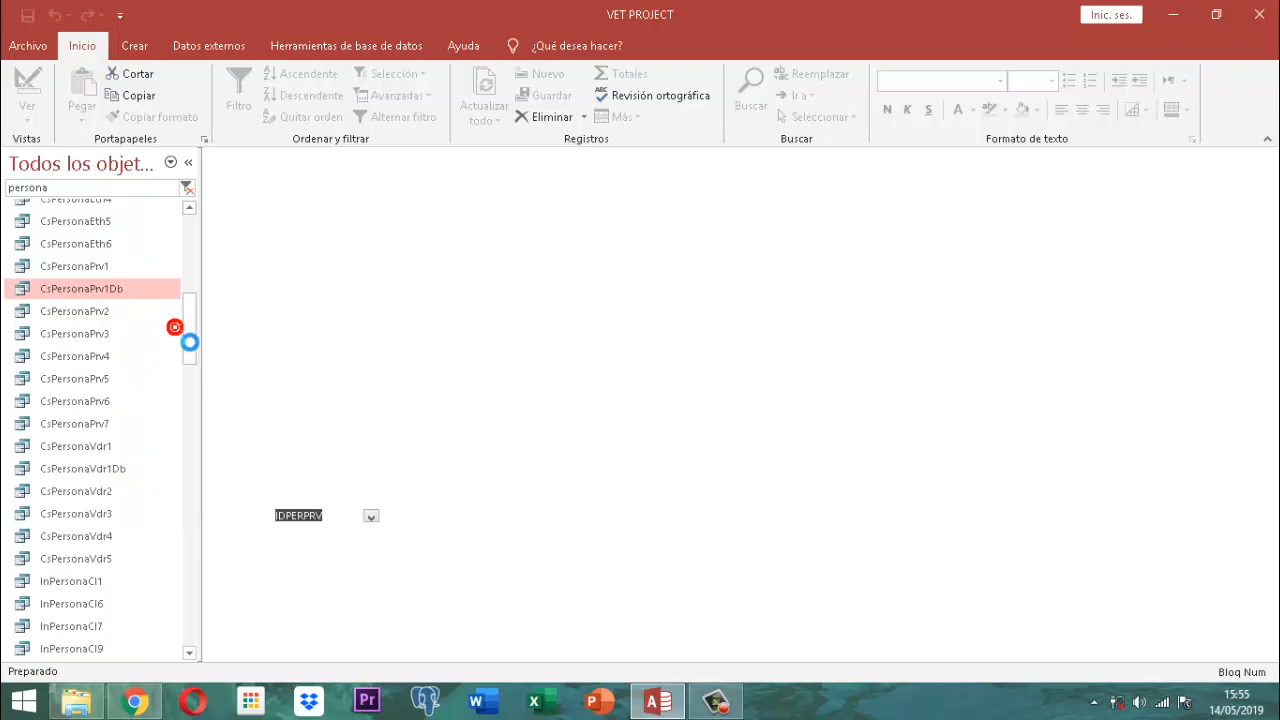 VET PROJECT
Inic. ses.
Archivo
Inicio
Crear
Datos externos
Herramientas de base de datos
Ayuda
¿Qué desea hacer?
Ver
Pegar
Cortar
Copiar
Copiar formato
Filtro
Ascendente
Descendente
Quitar orden
Selección
Avanzadas
Alternar filtro
Actualizar todo
Nuevo
Guardar
Eliminar
Totales
Revisión ortográfica
Más
Buscar
Reemplazar
Ir a
Seleccionar
N K S
A
Vistas
Portapapeles
Ordenar y filtrar
Registros
Buscar
Formato de texto
Todos los objet...
persona
CsPersonaEth4
CsPersonaEth5
CsPersonaEth6
CsPersonaPrv1
CsPersonaPrv1Db
CsPersonaPrv2
CsPersonaPrv3
CsPersonaPrv4
CsPersonaPrv5
CsPersonaPrv6
CsPersonaPrv7
CsPersonaVdr1
CsPersonaVdr1Db
CsPersonaVdr2
CsPersonaVdr3
CsPersonaVdr4
CsPersonaVdr5
InPersonaCl1
InPersonaCl6
InPersonaCl7
InPersonaCl9
IDPERPRV
Preparado
Bloq Num
Pr
15:55
14/05/2019